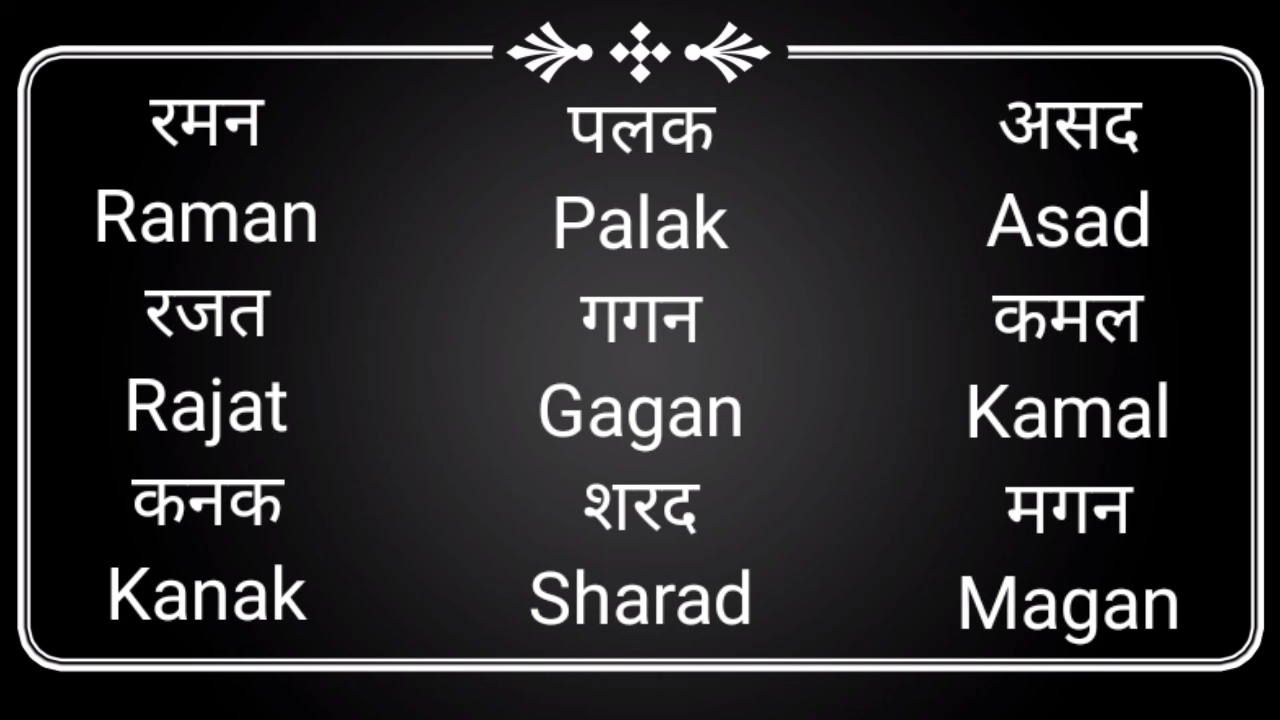 रमन
पलक
असद
Raman
Palak
Asad
रजत
गगन
कमल
Rajat
Gagan
Kamal
कनक
शरद
मगन
Kanak
Sharad
Magan